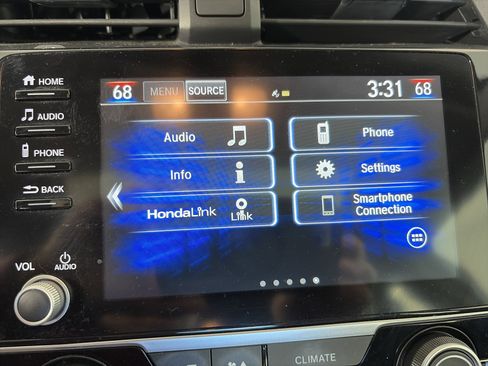 HOME
AUDIO
PHONE
BACK
VOL
AUDIO
68 MENU SOURCE 3:31 68
Audio
Phone
Info
Settings
HondaLink
Link
Smartphone
Connection
CLIMATE